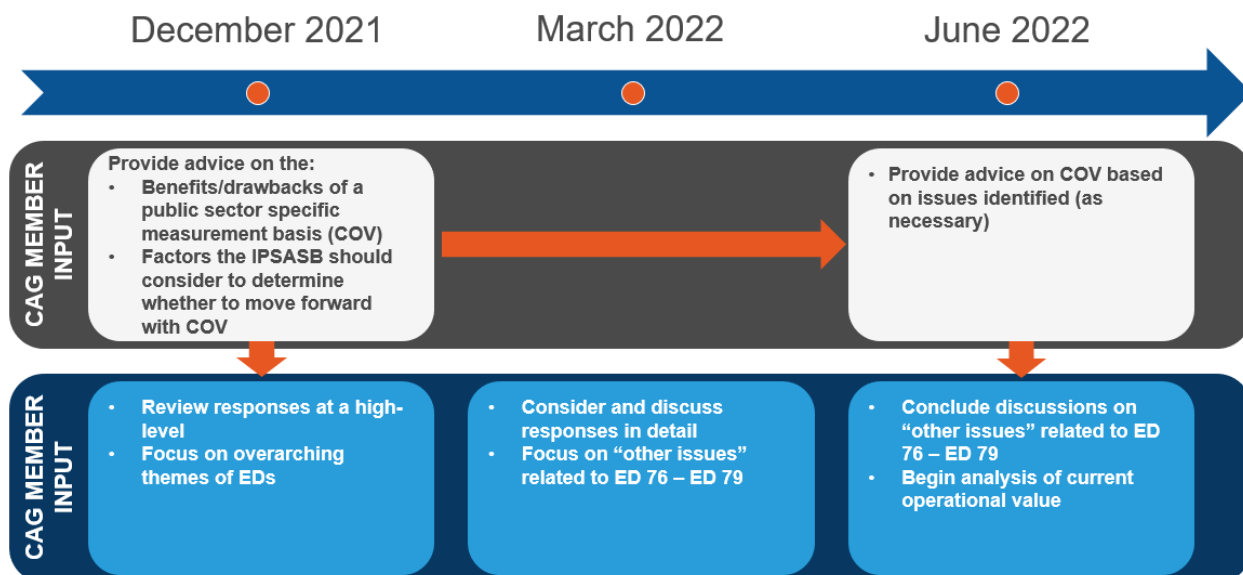 December 2021
March 2022
June 2022
CAG MEMBER
INPUT
Provide advice on the:
• Benefits/drawbacks of a
public sector specific
measurement basis (COV)
• Factors the IPSASB should
consider to determine
whether to move forward
with COV
• Provide advice on COV based
on issues identified (as
necessary)
CAG MEMBER
INPUT
• Review responses at a high-
level
• Focus on overarching
themes of EDs
• Consider and discuss
responses in detail
• Focus on “other issues”
related to ED 76 – ED 79
• Conclude discussions on
“other issues” related to ED
76 – ED 79
• Begin analysis of current
operational value